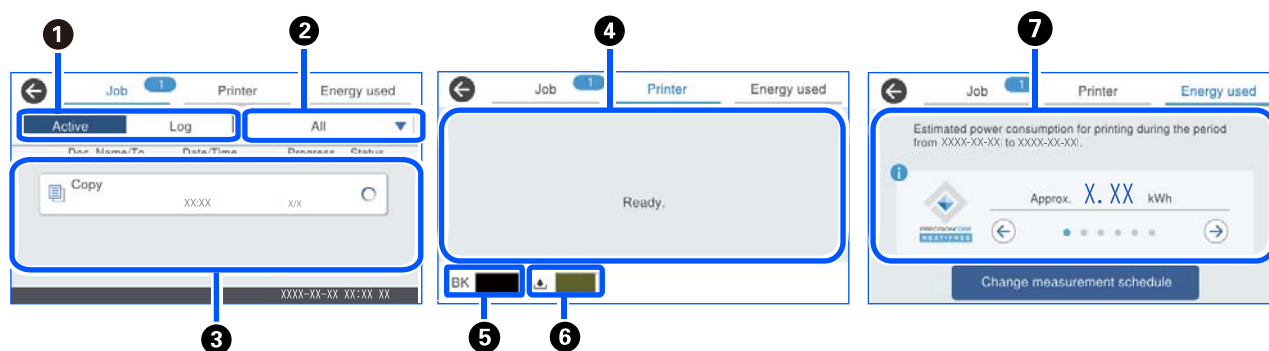 1
2
4
7
Job 1 Printer Energy used
Active Log All
Doc. Name/To Date/Time Progress Status
Copy
XX:XX X/X
XXXX-XX-XX XX:XX XX
3
Job 1 Printer Energy used
Ready.
BK
5
6
Job 1 Printer Energy used
Estimated power consumption for printing during the period
from XXXX-XX-XX to XXXX-XX-XX.
i
PRECISIONCORE
HEAT-FREE
Approx. X.XX kWh
Change measurement schedule